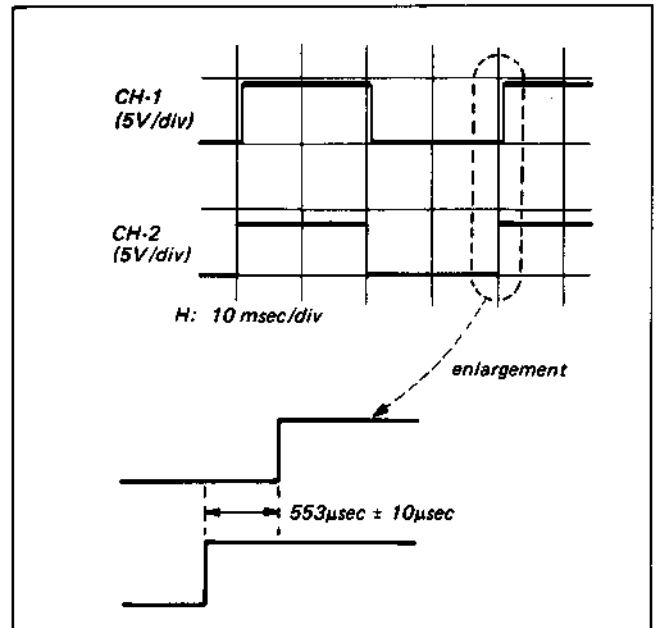 CH-1
(5V/div)
CH-2
(5V/div)
H: 10 msec/div
enlargement
553μsec ± 10μsec